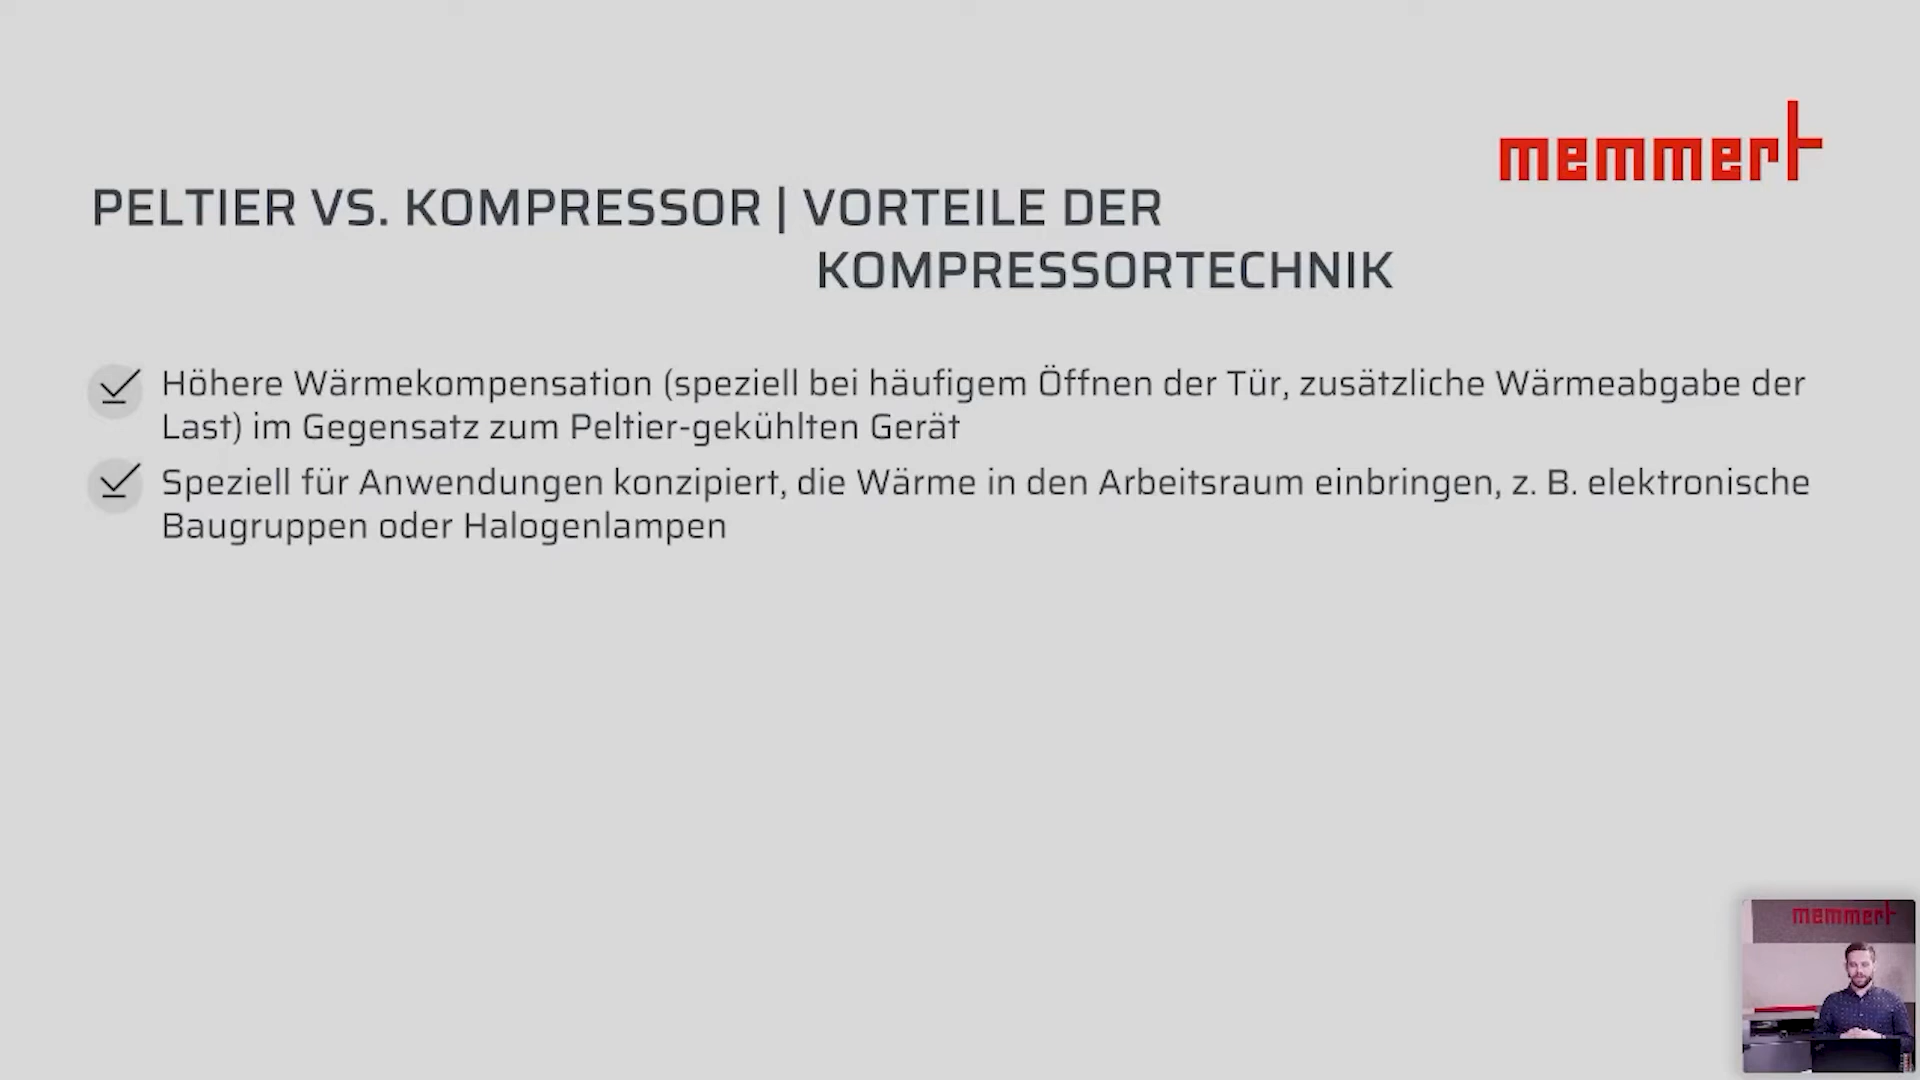 memmert
PELTIER VS. KOMPRESSOR | VORTEILE DER
KOMPRESSORTECHNIK
Höhere Wärmekompensation (speziell bei häufigem Öffnen der Tür, zusätzliche Wärmeabgabe der
Last) im Gegensatz zum Peltier-gekühlten Gerät
Speziell für Anwendungen konzipiert, die Wärme in den Arbeitsraum einbringen, z. B. elektronische
Baugruppen oder Halogenlampen
memmert